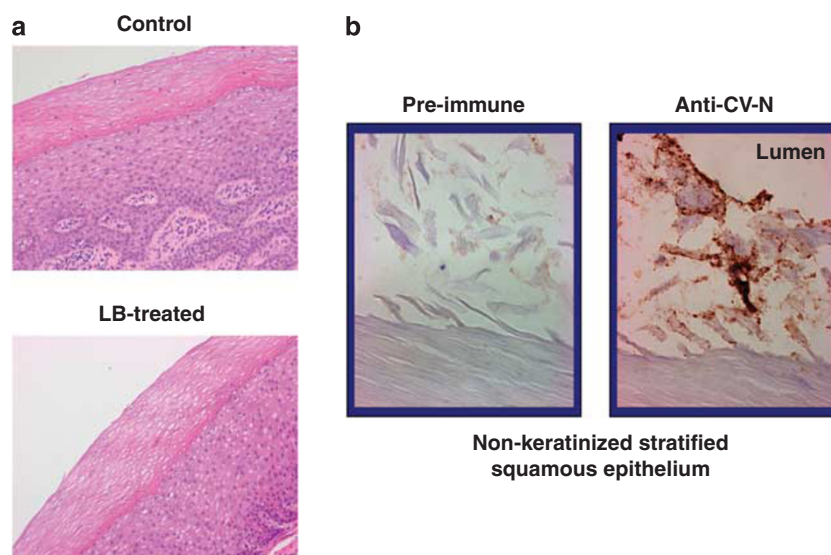 a
Control
LB-treated
b
Pre-immune
Anti-CV-N
Lumen
Non-keratinized stratified
squamous epithelium